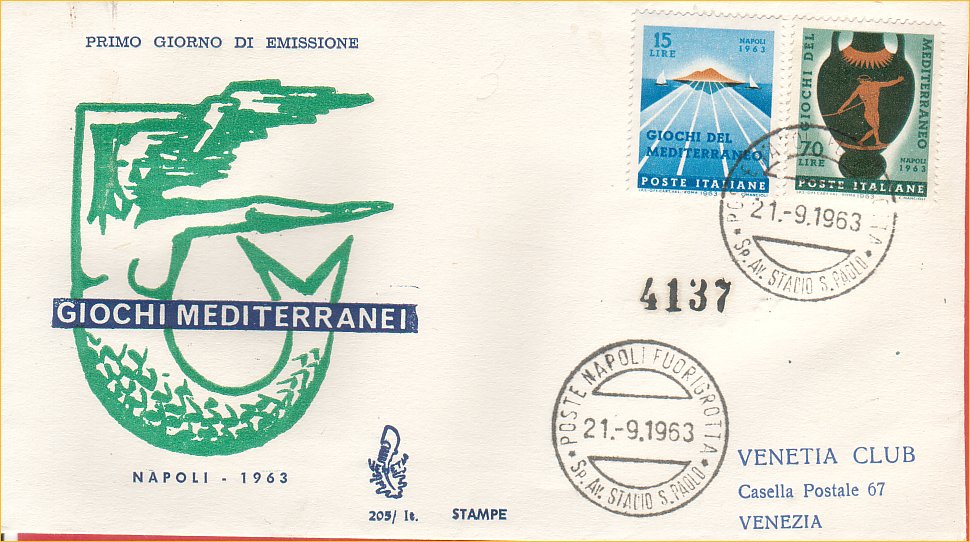 PRIMO GIORNO DI EMISSIONE
15 LIRE
NAPOLI 1963
GIOCHI DEL
MEDITERRANEO
POSTE ITALIANE
GIOCHI DEL
MEDITERRANEO
70 LIRE
NAPOLI 1963
POSTE ITALIANE
21.-9.1963
SP. AV. STADIO S. PAOLO
4137
GIOCHI MEDITERRANEI
NAPOLI - 1963
205/ It. STAMPE
POSTE NAPOLI FUORIGROTTA
21.-9.1963
SP. AV. STADIO S. PAOLO
VENETIA CLUB
Casella Postale 67
VENEZIA